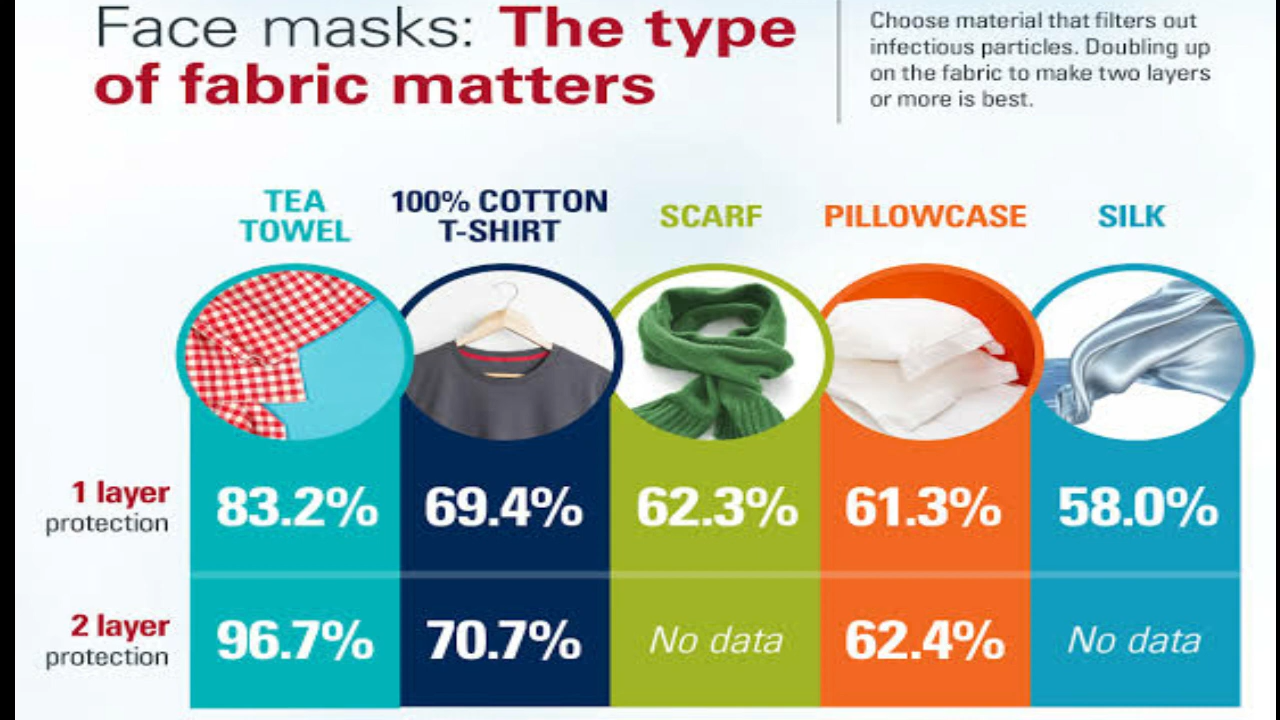 Face masks: The type
of fabric matters
Choose material that filters out
infectious particles. Doubling up
on the fabric to make two layers
or more is best.
TEA
TOWEL
100% COTTON
T-SHIRT
SCARF
PILLOWCASE
SILK
1 layer
protection
83.2%
69.4%
62.3%
61.3%
58.0%
2 layer
protection
96.7%
70.7%
No data
62.4%
No data